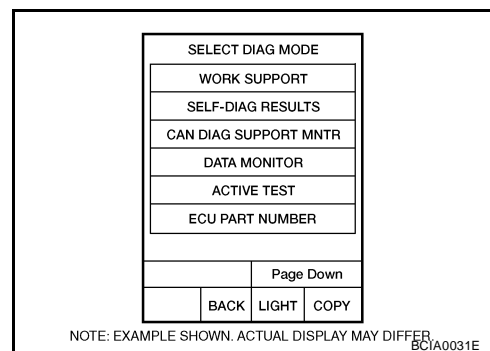 SELECT DIAG MODE
WORK SUPPORT
SELF-DIAG RESULTS
CAN DIAG SUPPORT MNTR
DATA MONITOR
ACTIVE TEST
ECU PART NUMBER
Page Down
BACK LIGHT COPY
NOTE: EXAMPLE SHOWN. ACTUAL DISPLAY MAY DIFFER.
BCIA0031E